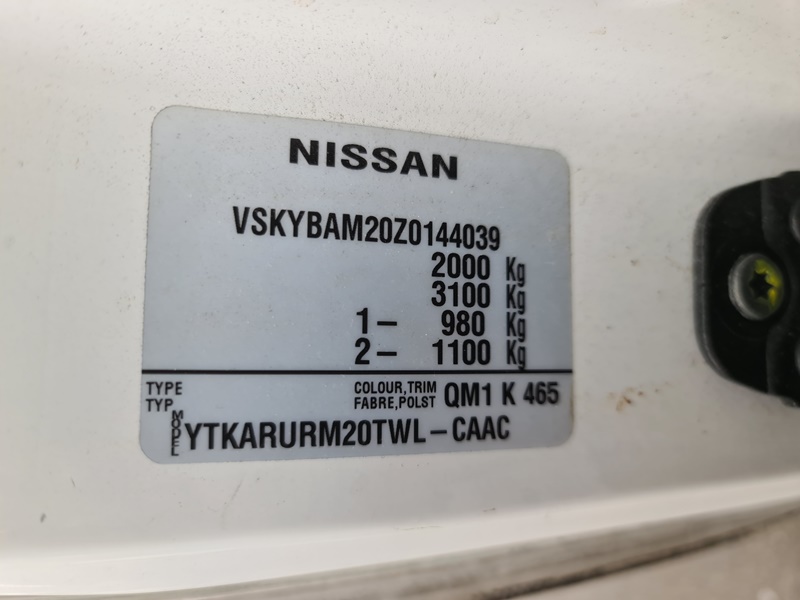 NISSAN
VSKYBAM20Z0144039
2000 Kg
3100 Kg
1- 980 Kg
2- 1100 Kg
TYPE COLOUR,TRIM QM1 K 465
TYP FABRE,POLST
MODEL YTKARURM20TWL-CAAC